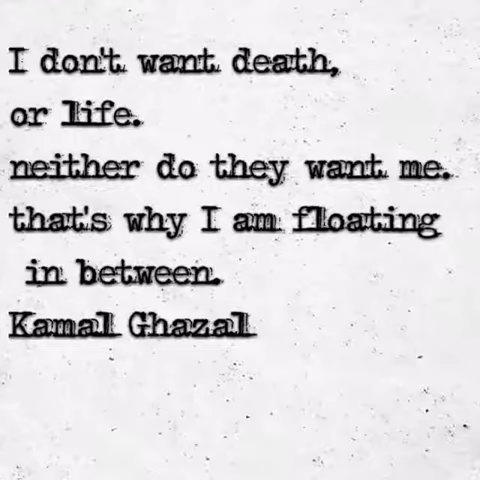 I don't want death,
or life.
neither do they want me.
that's why I am floating
in between.
Kamal Ghazal